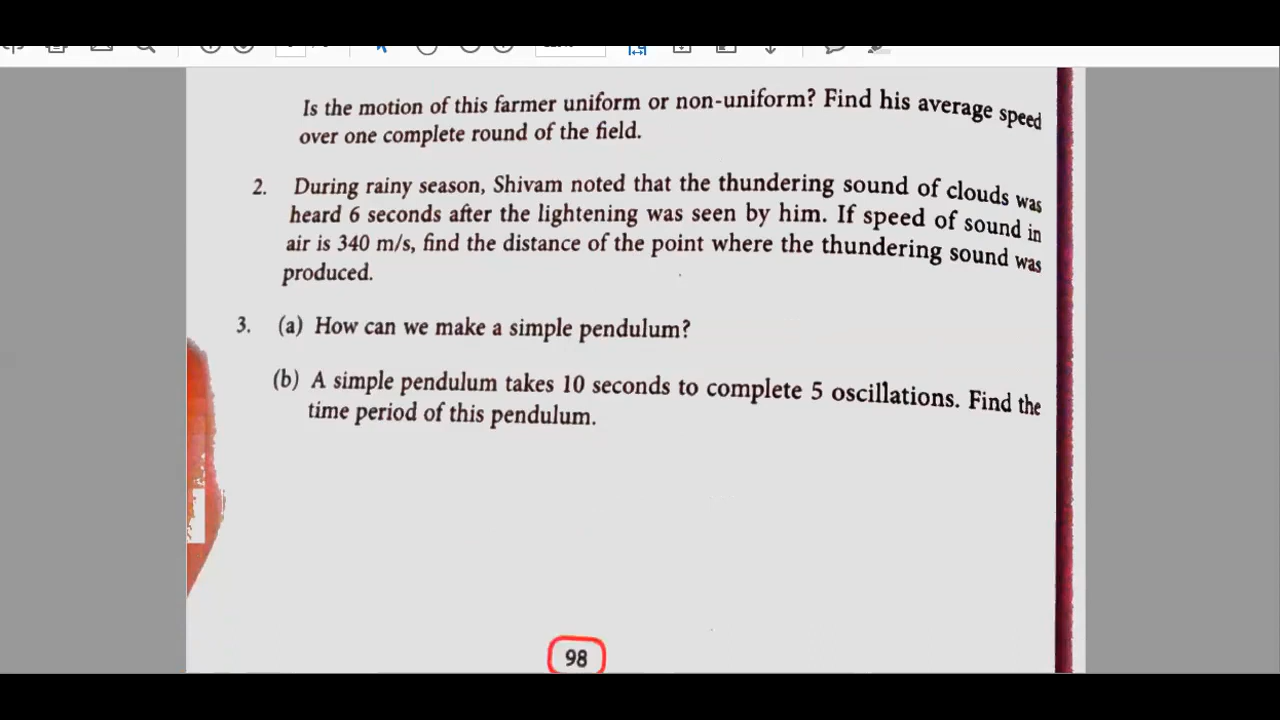 Is the motion of this farmer uniform or non-uniform? Find his average speed
over one complete round of the field.
2. During rainy season, Shivam noted that the thundering sound of clouds was
heard 6 seconds after the lightening was seen by him. If speed of sound in
air is 340 m/s, find the distance of the point where the thundering sound was
produced.
3. (a) How can we make a simple pendulum?
(b) A simple pendulum takes 10 seconds to complete 5 oscillations. Find the
time period of this pendulum.
98